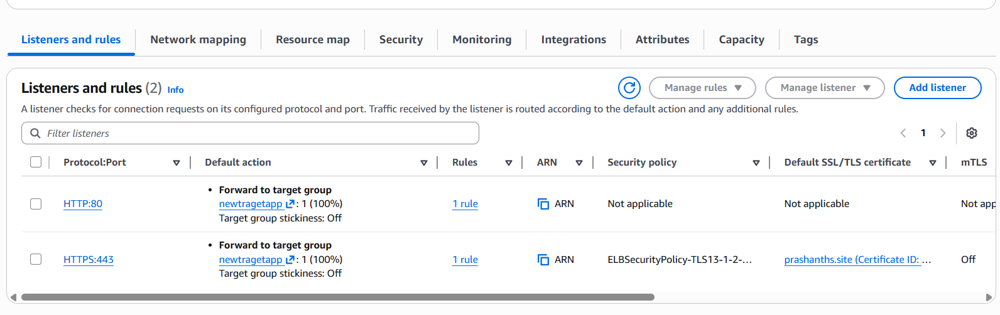 Listeners and rules Network mapping Resource map Security Monitoring Integrations Attributes Capacity Tags
Listeners and rules (2) Info Manage rules Manage listener Add listener
A listener checks for connection requests on its configured protocol and port. Traffic received by the listener is routed according to the default action and any additional rules.
Filter listeners 1
Protocol:Port Default action Rules ARN Security policy Default SSL/TLS certificate mTLS
• Forward to target group
HTTP:80 newtragetapp : 1 (100%) 1 rule ARN Not applicable Not applicable Not app
Target group stickiness: Off
• Forward to target group
HTTPS:443 newtragetapp : 1 (100%) 1 rule ARN ELBSecurityPolicy-TLS13-1-2-... prashanths.site (Certificate ID: ... Off
Target group stickiness: Off